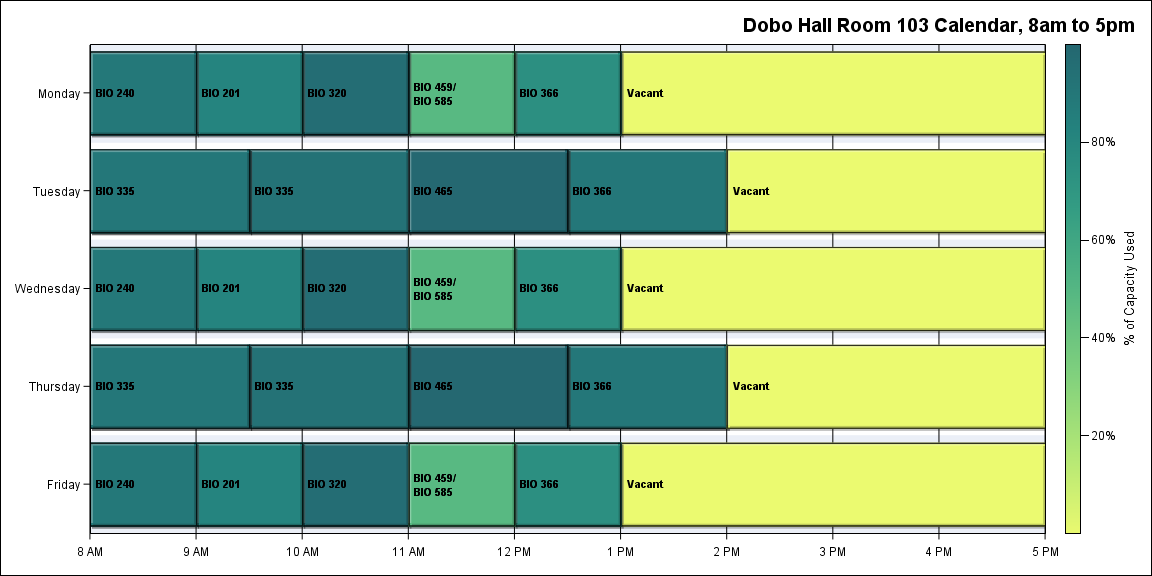 Dobo Hall Room 103 Calendar, 8am to 5pm
Monday
BIO 240
BIO 201
BIO 320
BIO 459/
BIO 585
BIO 366
Vacant
Tuesday
BIO 335
BIO 335
BIO 465
BIO 366
Vacant
Wednesday
BIO 240
BIO 201
BIO 320
BIO 459/
BIO 585
BIO 366
Vacant
Thursday
BIO 335
BIO 335
BIO 465
BIO 366
Vacant
Friday
BIO 240
BIO 201
BIO 320
BIO 459/
BIO 585
BIO 366
Vacant
8 AM
9 AM
10 AM
11 AM
12 PM
1 PM
2 PM
3 PM
4 PM
5 PM
80%
60%
40%
20%
% of Capacity Used